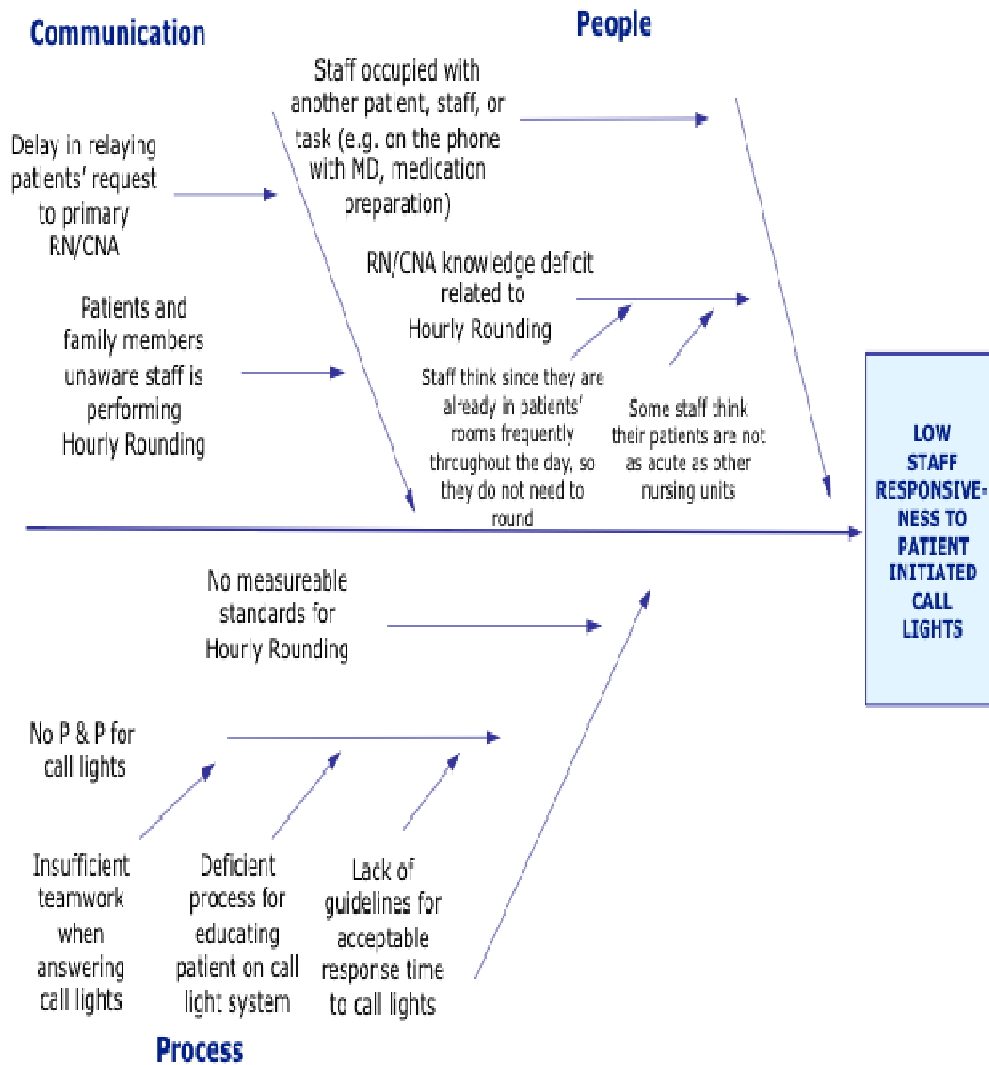 Communication
Delay in relaying
patients' request
to primary
RN/CNA
Patients and
family members
unaware staff is
performing
Hourly Rounding
People
Staff occupied with
another patient, staff, or
task (e.g. on the phone
with MD, medication
preparation)
RN/CNA knowledge deficit
related to
Hourly Rounding
Staff think since they are
already in patients'
rooms frequently
throughout the day, so
they do not need to
round
Some staff think
their patients are not
as acute as other
nursing units
LOW
STAFF
RESPONSIVE-
NESS TO
PATIENT
INITIATED
CALL
LIGHTS
No measureable
standards for
Hourly Rounding
No P & P for
call lights
Insufficient
teamwork
when
answering
call lights
Deficient
process for
educating
patient on call
light system
Lack of
guidelines for
acceptable
response time
to call lights
Process